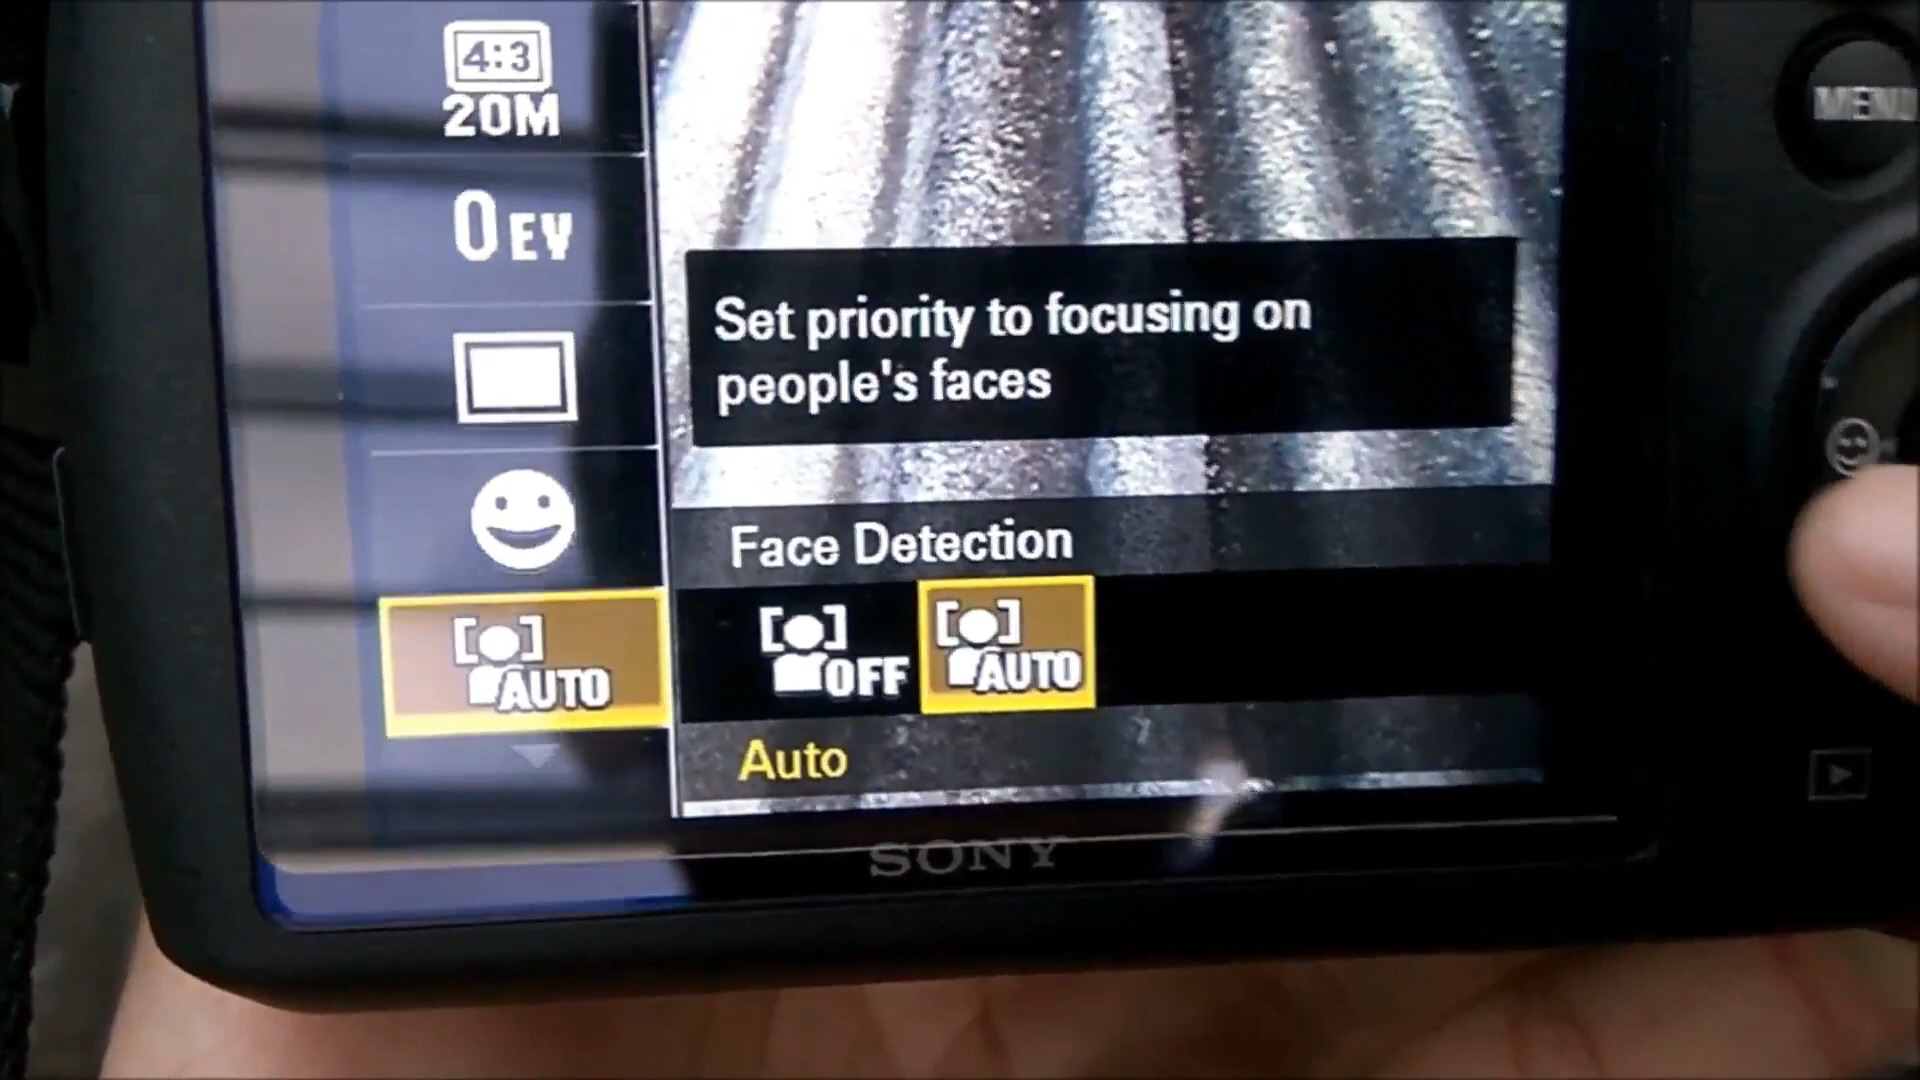 4:3
20M
0EV
MENU
Set priority to focusing on
people's faces
Face Detection
AUTO
OFF
AUTO
Auto
SONY